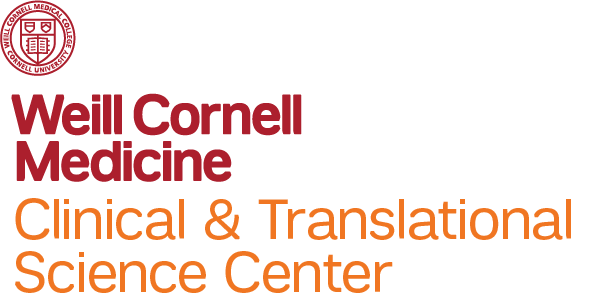 WEILL CORNELL MEDICAL COLLEGE
CORNELL UNIVERSITY
Weill Cornell
Medicine
Clinical & Translational
Science Center